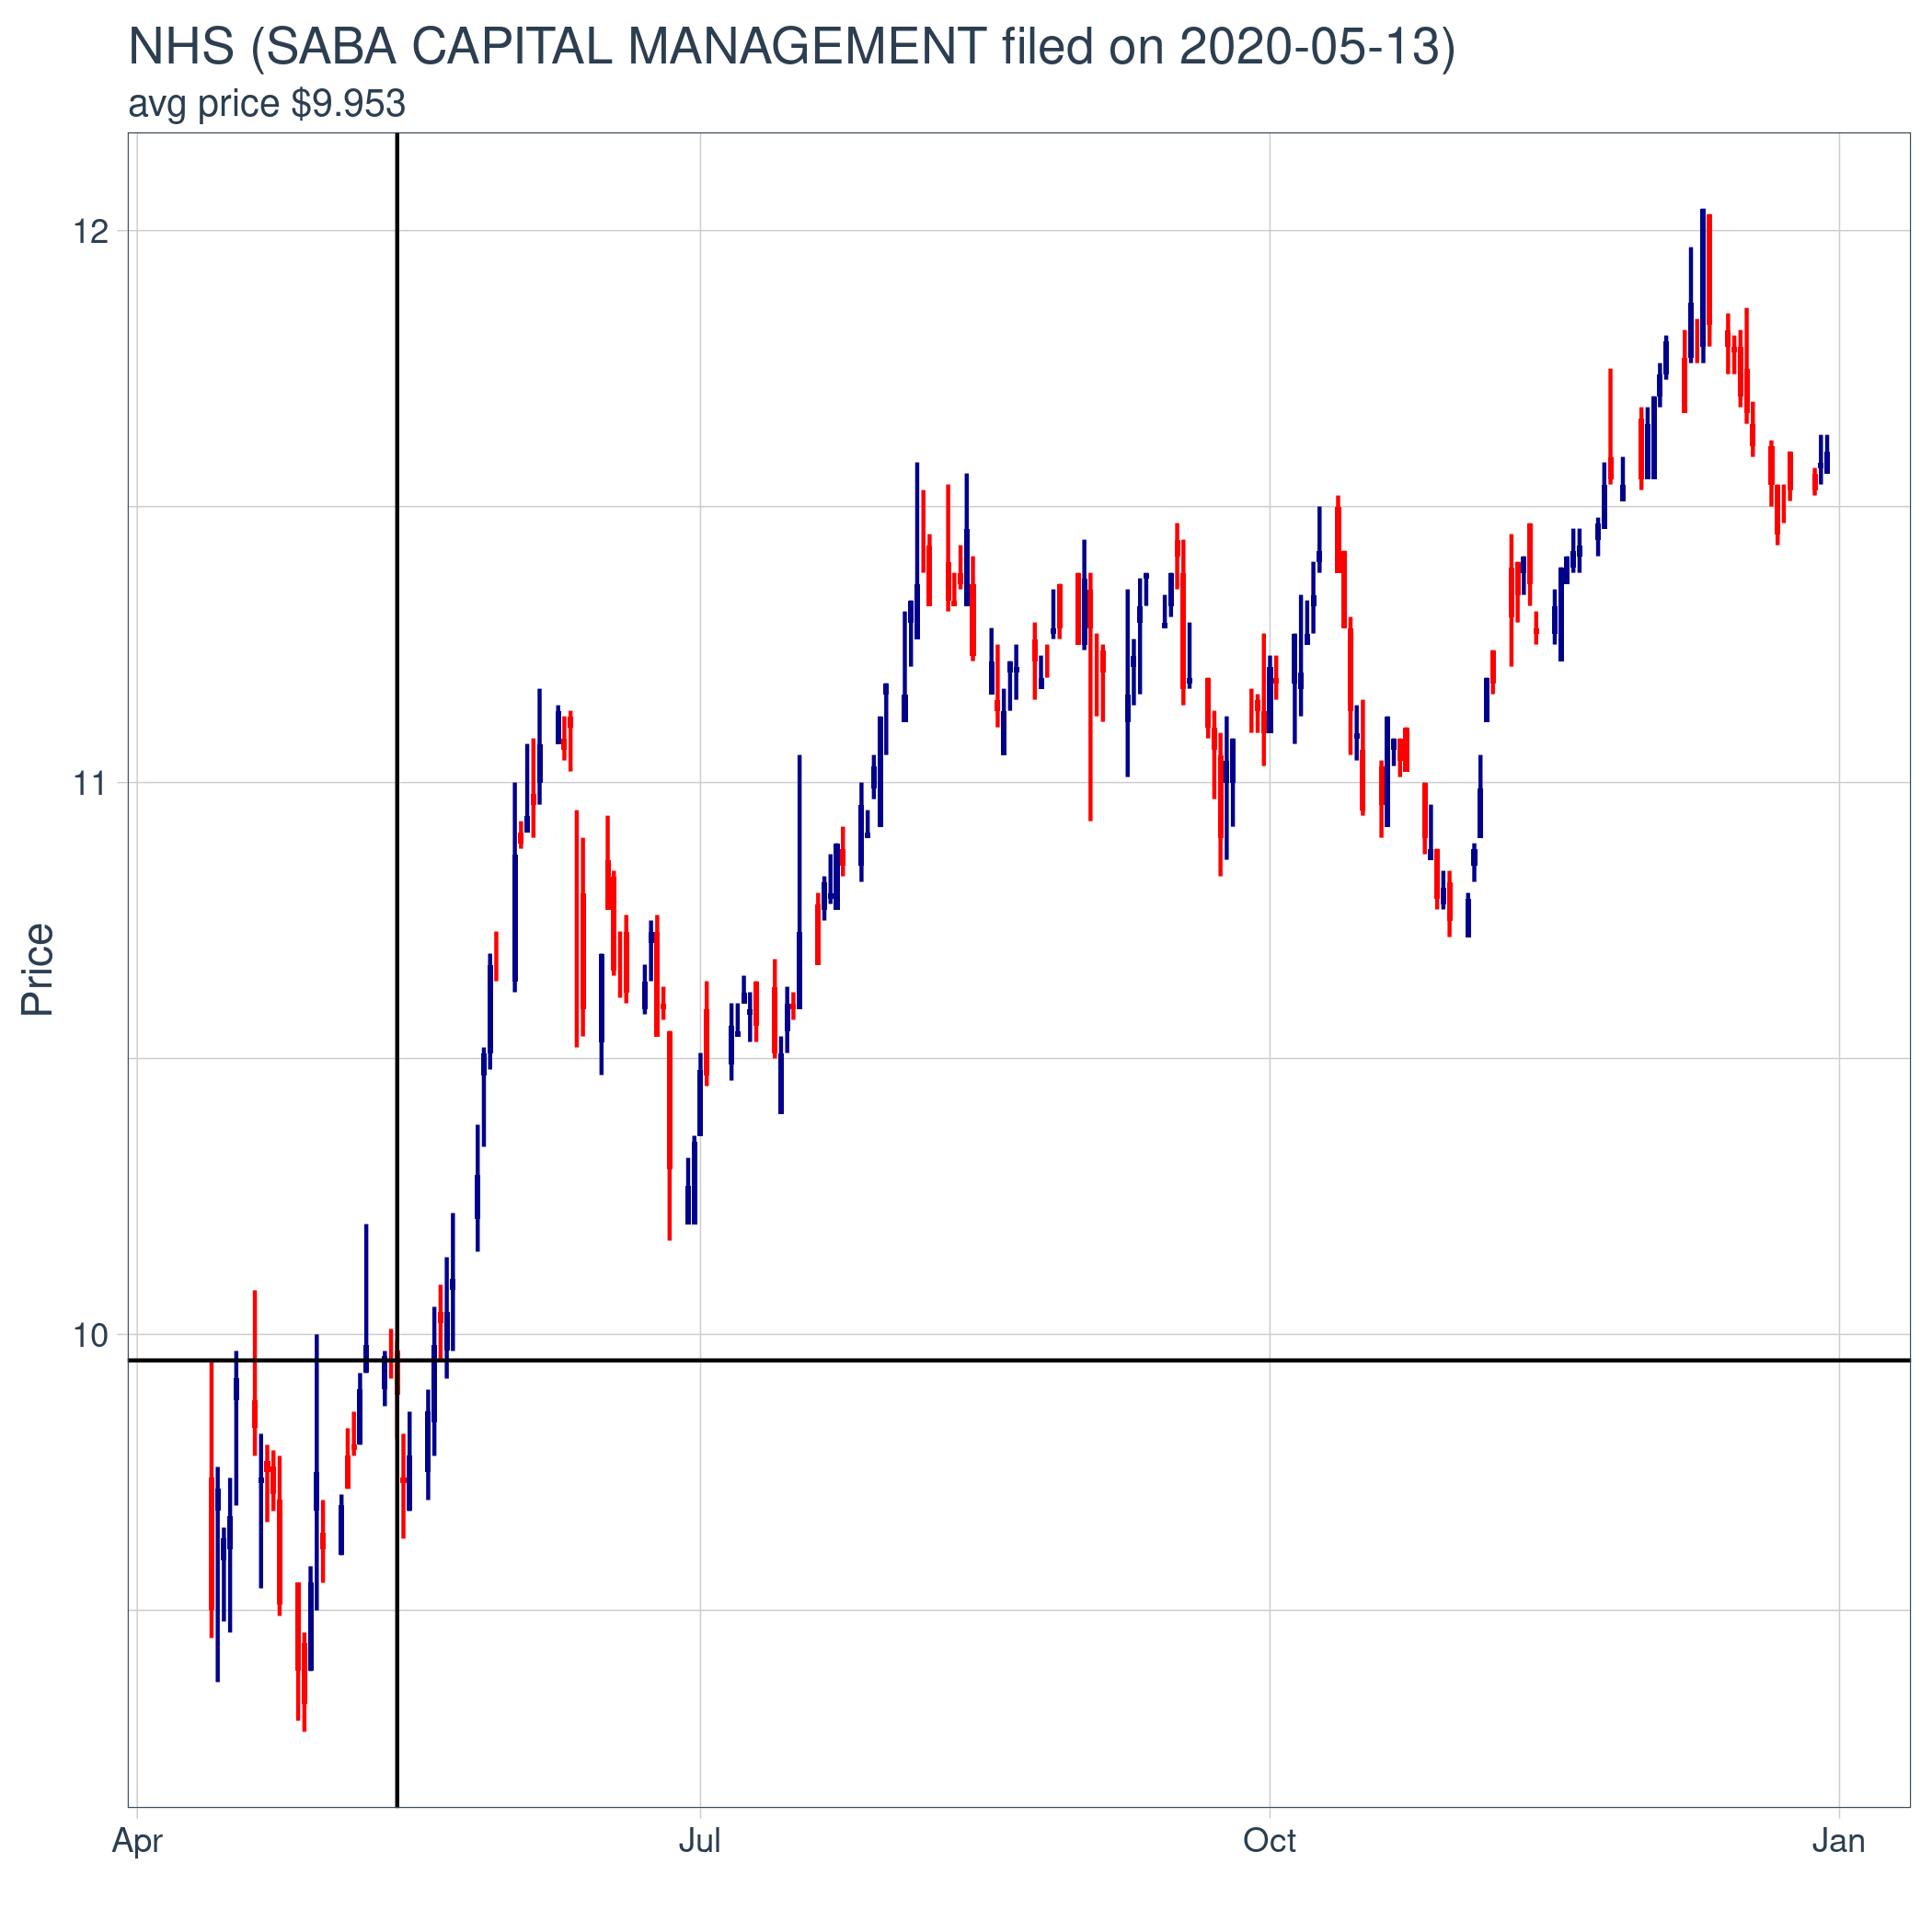 NHS (SABA CAPITAL MANAGEMENT filed on 2020-05-13)
avg price $9.953
12
11
10
Price
Apr Jul Oct Jan